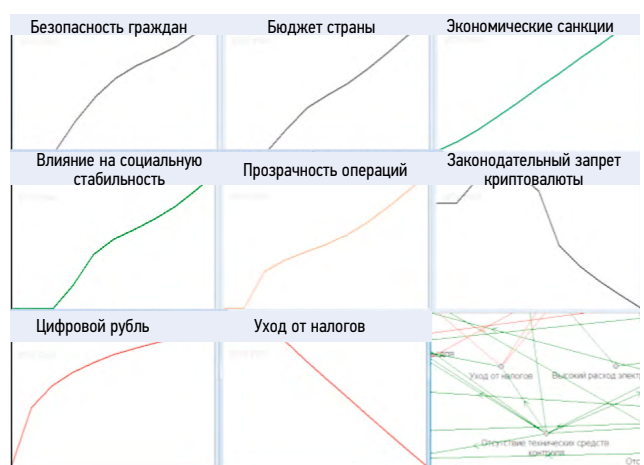 Безопасность граждан
Бюджет страны
Экономические санкции
Влияние на социальную
стабильность
Прозрачность операций
Законодательный запрет
криптовалюты
Цифровой рубль
Уход от налогов
Уход от налогов
Высокий расход элект
Отсутствие технических средств
контроля